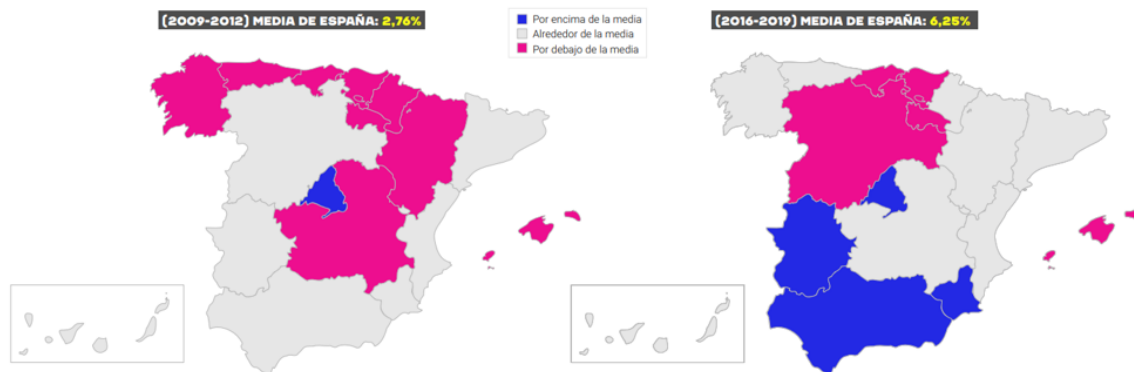 (2009-2012) MEDIA DE ESPAÑA: 2,76%
Por encima de la media
Alrededor de la media
Por debajo de la media
(2016-2019) MEDIA DE ESPAÑA: 6,25%